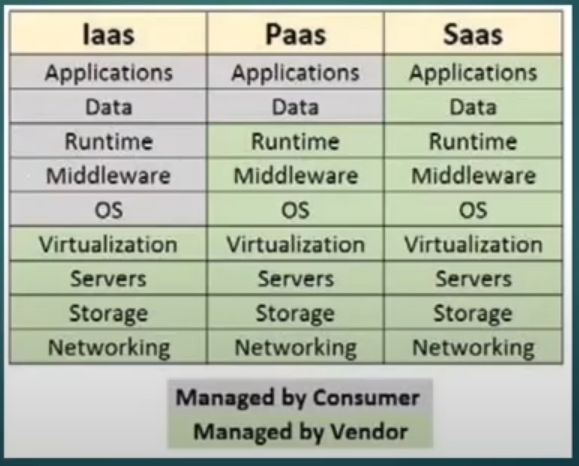 Iaas Paas Saas
Applications Applications Applications
Data Data Data
Runtime Runtime Runtime
Middleware Middleware Middleware
OS OS OS
Virtualization Virtualization Virtualization
Servers Servers Servers
Storage Storage Storage
Networking Networking Networking
Managed by Consumer
Managed by Vendor